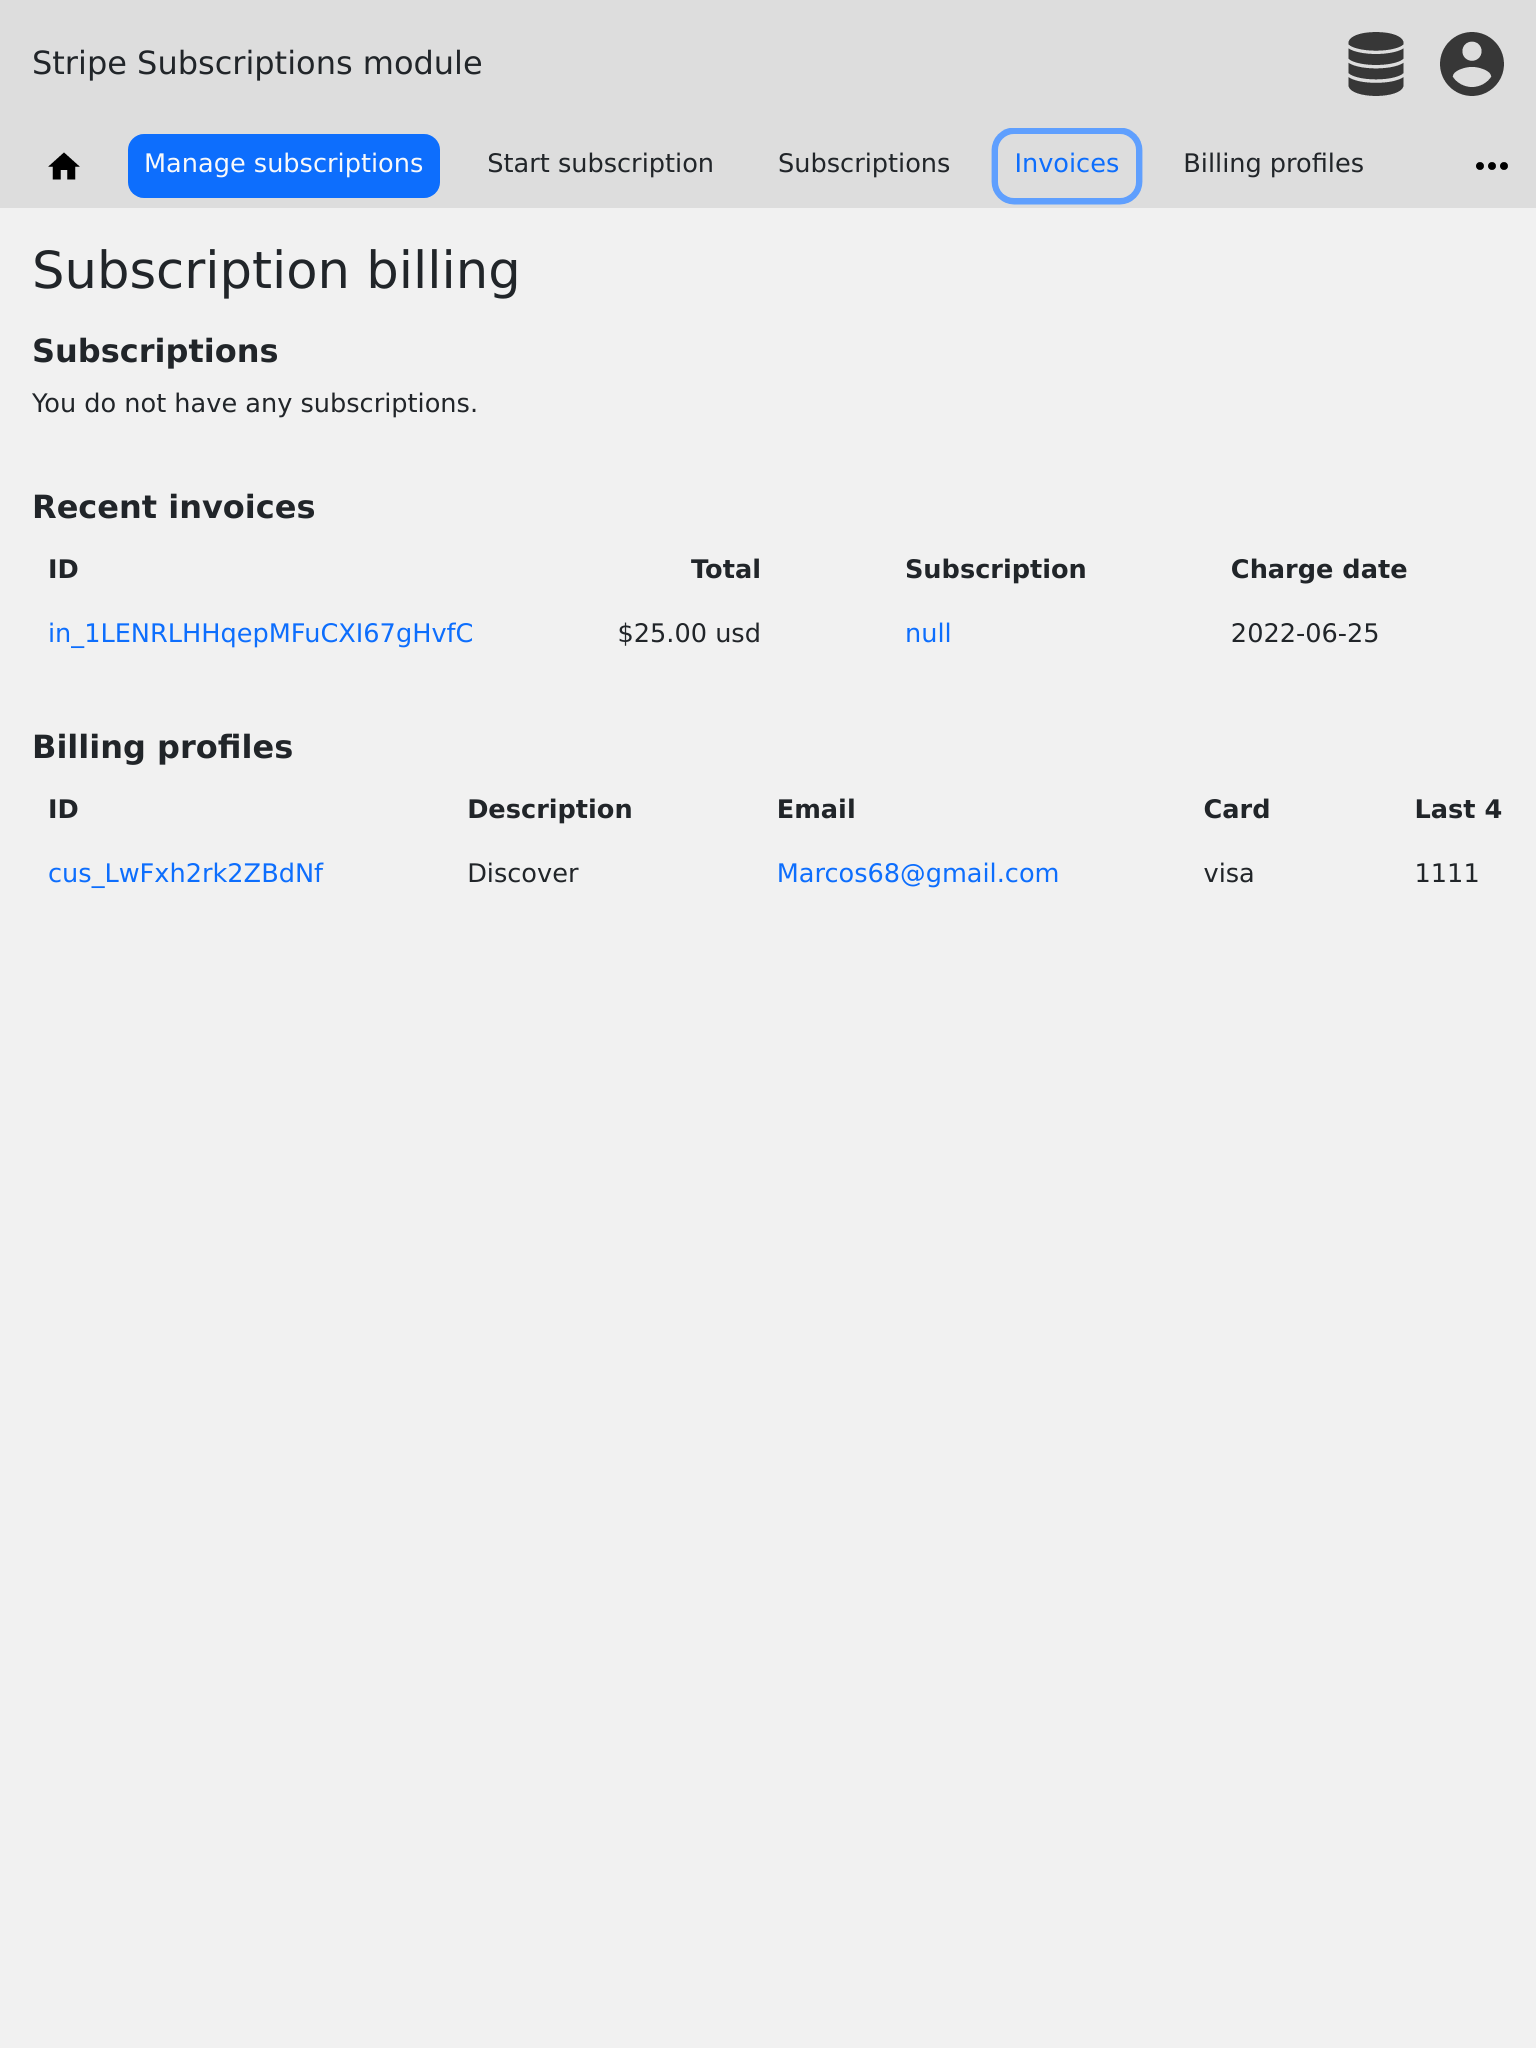 Stripe Subscriptions module
Manage subscriptions Start subscription Subscriptions Invoices Billing profiles
Subscription billing
Subscriptions
You do not have any subscriptions.
Recent invoices
ID Total Subscription Charge date
in_1LENRLHHqepMFuCXI67gHvfC $25.00 usd null 2022-06-25
Billing profiles
ID Description Email Card Last 4
cus_LwFxh2rk2ZBdNf Discover Marcos68@gmail.com visa 1111